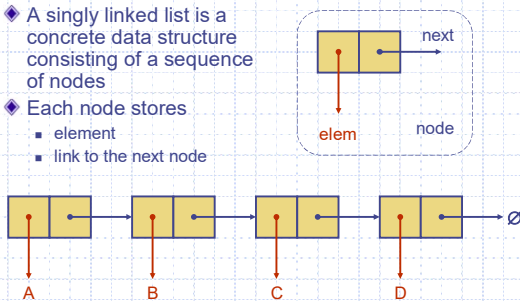 A singly linked list is a
concrete data structure
consisting of a sequence
of nodes
Each node stores
element
link to the next node
next
elem
node
A B C D ∅